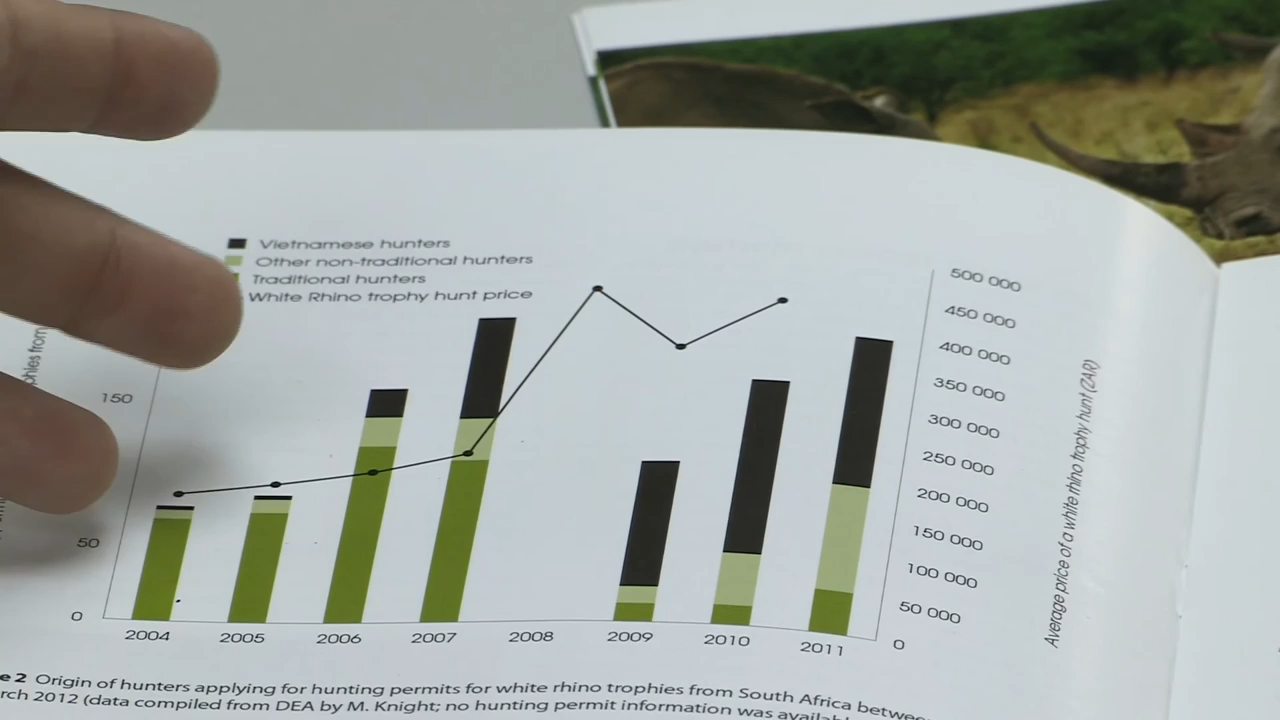 Vietnamese hunters
Other non-traditional hunters
Traditional hunters
White Rhino trophy hunt price
500 000
450 000
400 000
350 000
300 000
250 000
200 000
150 000
100 000
50 000
0
Average price of a white rhino trophy hunt (ZAR)
150
50
0
from
2004 2005 2006 2007 2008 2009 2010 2011
2 Origin of hunters applying for hunting permits for white rhino trophies from South Africa
2012 (data compiled from DEA by M. Knight; no hunting permit information was